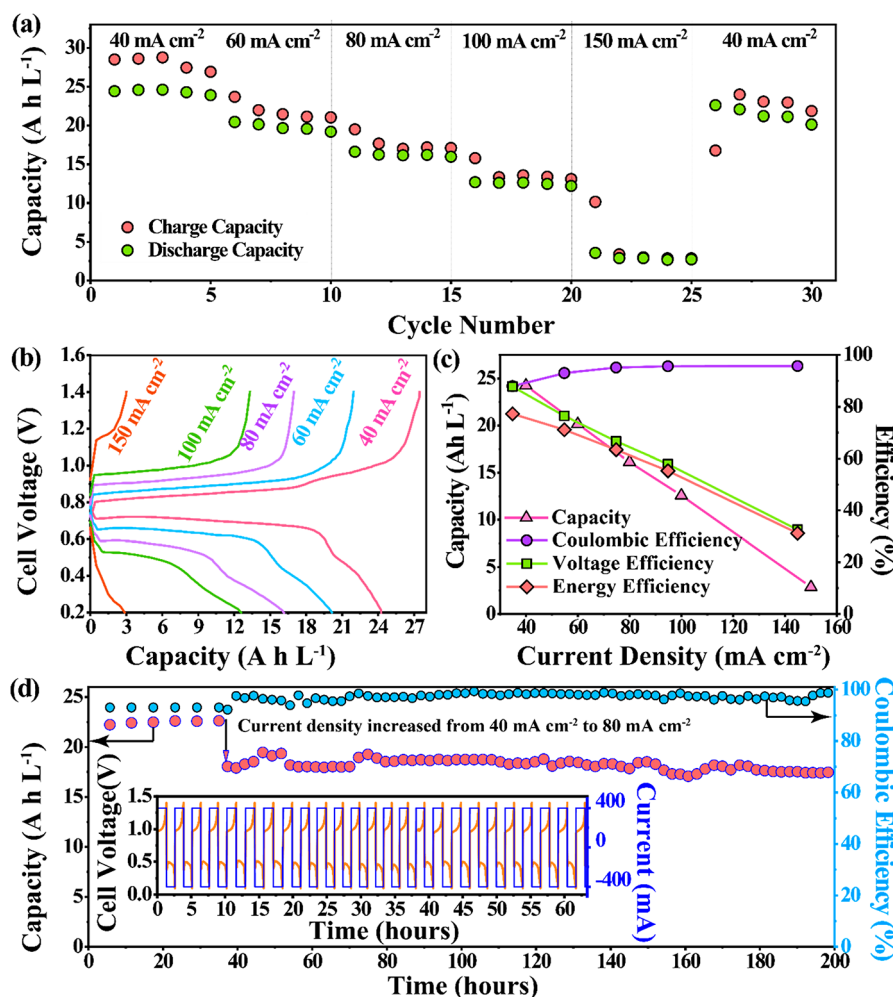 (a)
40 mA cm-2 60 mA cm-2 80 mA cm-2 100 mA cm-2 150 mA cm-2 40 mA cm-2
Capacity (A h L-1)
30
25
20
15
10
5
0
Charge Capacity
Discharge Capacity
0 5 10 15 20 25 30
Cycle Number
(b)
Cell Voltage (V)
1.6
1.4
1.2
1.0
0.8
0.6
0.4
0.2
150 mA cm-2
100 mA cm-2
80 mA cm-2
60 mA cm-2
40 mA cm-2
0 3 6 9 12 15 18 21 24 27
Capacity (A h L-1)
(c)
Capacity (Ah L-1)
25
20
15
10
5
0
Capacity
Coulombic Efficiency
Voltage Efficiency
Energy Efficiency
100
80
60
40
20
0
Efficiency (%)
20 40 60 80 100 120 140 160
Current Density (mA cm-2)
(d)
Capacity (A h L-1)
25
20
15
10
5
0
Current density increased from 40 mA cm-2 to 80 mA cm-2
Cell Voltage(V)
1.5
1.0
0.5
0.0
400
0
-400
Current (mA)
0 5 10 15 20 25 30 35 40 45 50 55 60
Time (hours)
100
80
60
40
20
0
Coulombic Efficiency (%)
0 20 40 60 80 100 120 140 160 180 200
Time (hours)